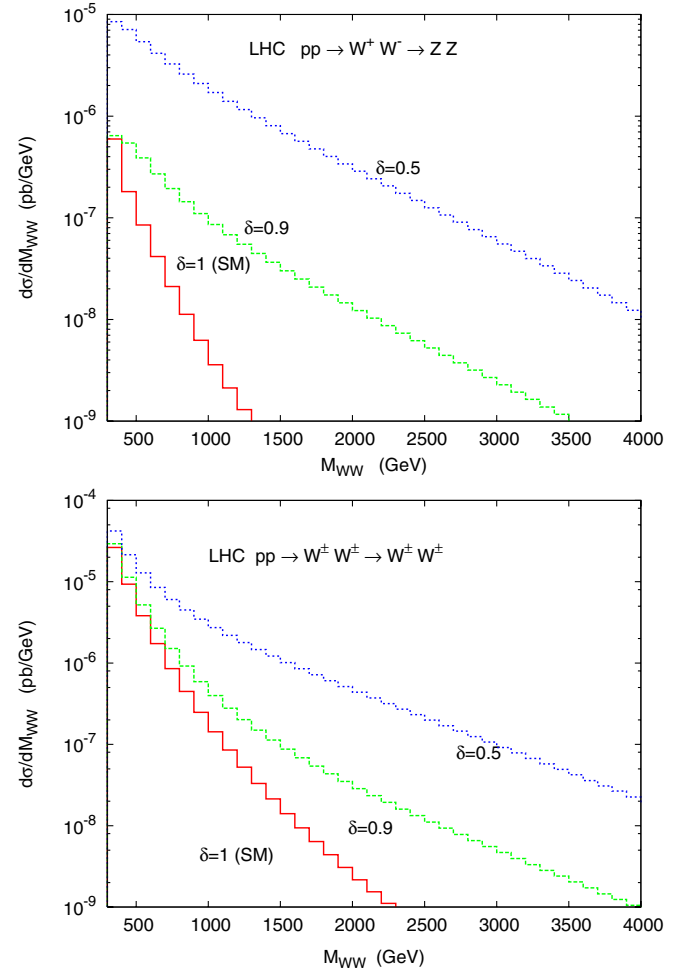 10⁻⁵
LHC pp → W⁺ W⁻ → Z Z
10⁻⁶
δ=0.5
dσ/dM_WW (pb/GeV)
10⁻⁷
δ=0.9
δ=1 (SM)
10⁻⁸
10⁻⁹
500 1000 1500 2000 2500 3000 3500 4000
M_WW (GeV)
10⁻⁴
LHC pp → W± W± → W± W±
10⁻⁵
10⁻⁶
dσ/dM_WW (pb/GeV)
10⁻⁷
δ=0.5
δ=0.9
10⁻⁸
δ=1 (SM)
10⁻⁹
500 1000 1500 2000 2500 3000 3500 4000
M_WW (GeV)